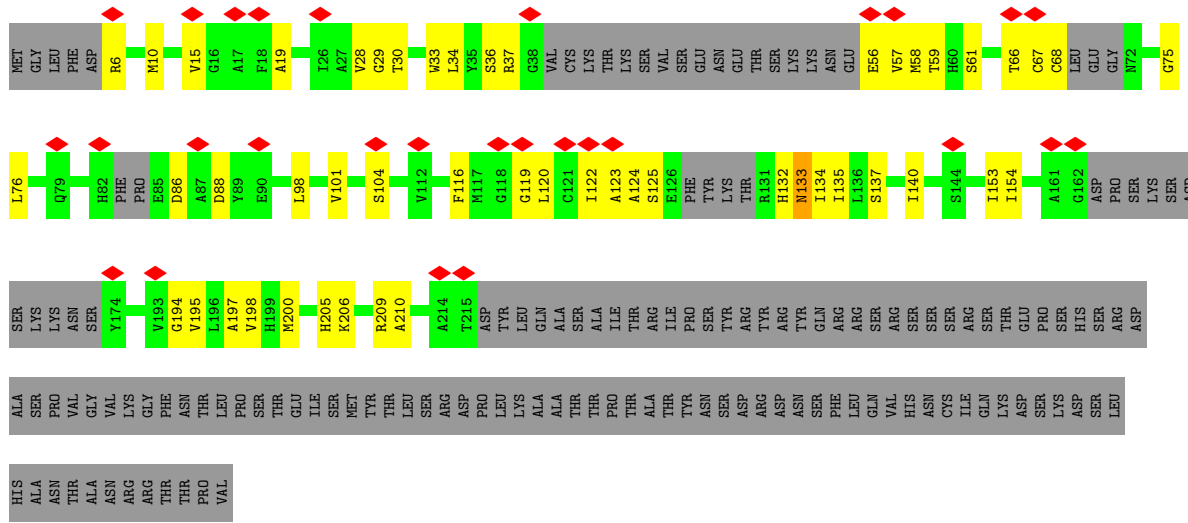 MET GLY LEU PHE ASP R6 M10 V15 G16 A17 F18 A19 I26 A27 V28 G29 T30 W33 L34 Y35 S36 R37 G38 VAL CYS LYS THR LYS SER VAL SER GLU ASN GLU THR SER LYS LYS ASN GLU E56 V57 M58 T59 H60 S61 T66 C67 C68 LEU GLU GLY N72 G75
L76 Q79 H82 PHE PRO E85 D86 A87 D88 Y89 E90 L98 V101 S104 V112 F116 M117 G118 G119 L120 C121 I122 A123 A124 S125 E126 PHE TYR LYS THR R131 H132 N133 I134 I135 L136 S137 I140 S144 I153 I154 A161 G162 ASP PRO SER LYS SER
SER LYS LYS ASN SER Y174 V193 G194 V195 L196 A197 V198 H199 M200 H205 K206 R209 A210 A214 T215 ASP TYR LEU GLN ALA SER ALA ILE THR ARG ILE PRO SER TYR ARG TYR ARG TYR GLN ARG ARG SER ARG SER SER SER ARG SER THR GLU PRO SER HIS SER ARG ASP
ALA SER PRO VAL GLY VAL LYS GLY PHE ASN THR LEU PRO SER THR GLU ILE SER MET TYR THR LEU SER ARG ASP PRO LEU LYS ALA ALA THR THR PRO THR ALA THR TYR ASN SER ASP ARG ASP ASN SER PHE LEU GLN VAL HIS ASN CYS ILE GLN LYS ASP SER LYS ASP SER LEU
HIS ALA ASN THR ALA ASN ARG ARG THR THR PRO VAL